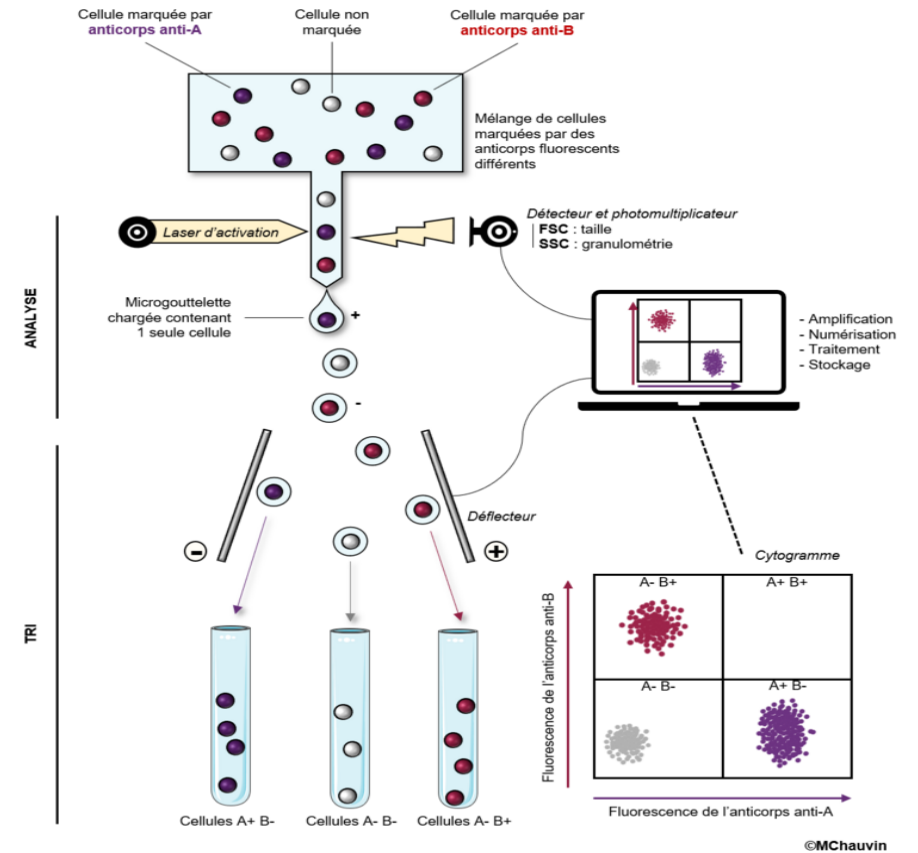 Cellule marquée par
anticorps anti-A
Cellule non
marquée
Cellule marquée par
anticorps anti-B
Mélange de cellules
marquées par des
anticorps fluorescents
différents
ANALYSE
Laser d'activation
Détecteur et photomultiplicateur
FSC : taille
SSC : granulométrie
Microgouttelette
chargée contenant
1 seule cellule
+
-
- Amplification
- Numérisation
- Traitement
- Stockage
TRI
-
+
Déflecteur
Cytogramme
A- B+
A+ B+
A- B-
A+ B-
Fluorescence de l'anticorps anti-B
Fluorescence de l'anticorps anti-A
Cellules A+ B-
Cellules A- B-
Cellules A- B+
©MChauvin